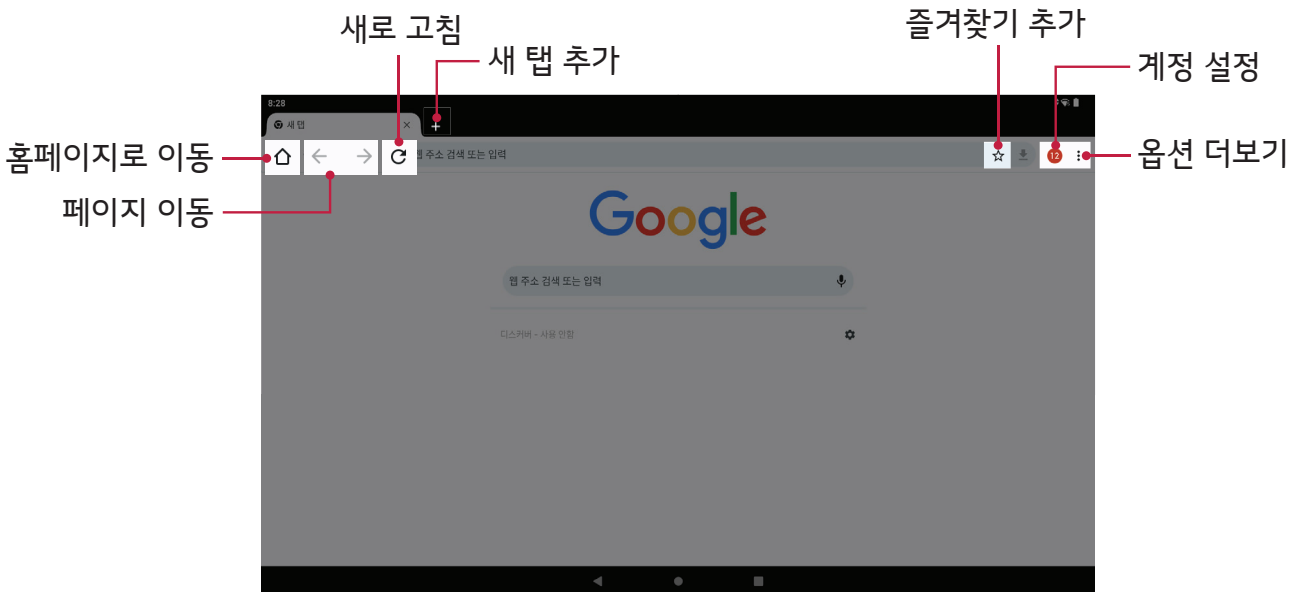 새로 고침
즐겨찾기 추가
새 탭 추가
계정 설정
8:28
새 탭
홈페이지로 이동
웹 주소 검색 또는 입력
12
옵션 더보기
페이지 이동
Google
웹 주소 검색 또는 입력
디스커버 – 사용 안함